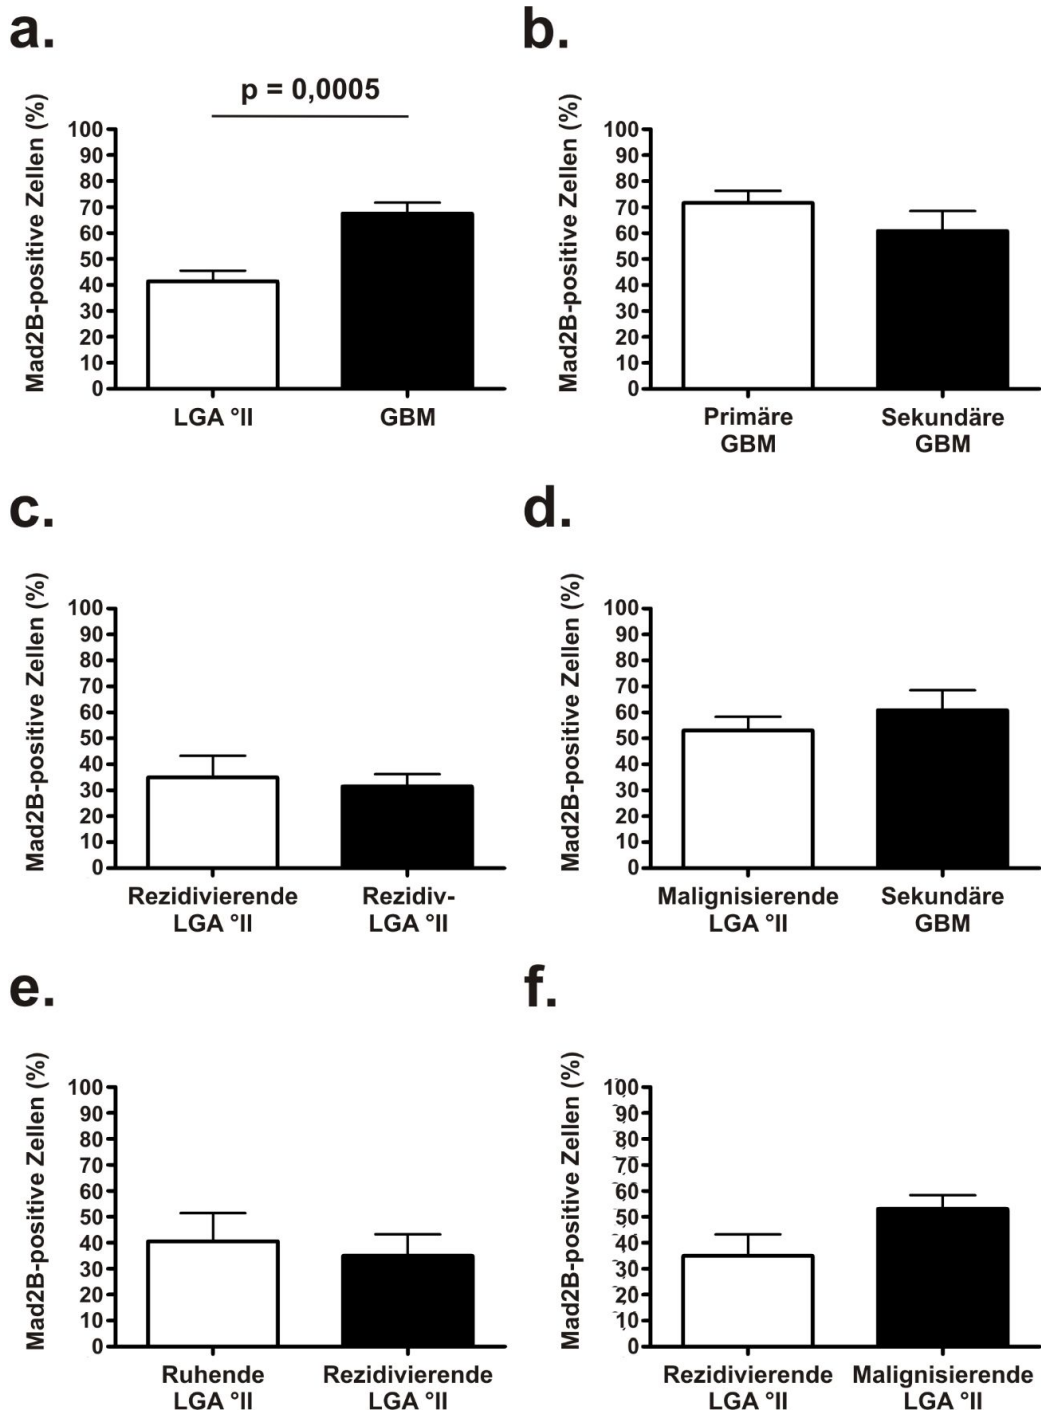 a.
p = 0,0005
Mad2B-positive Zellen (%)
100
90
80
70
60
50
40
30
20
10
0
LGA °II
GBM
b.
Mad2B-positive Zellen (%)
100
90
80
70
60
50
40
30
20
10
0
Primäre
GBM
Sekundäre
GBM
c.
Mad2B-positive Zellen (%)
100
90
80
70
60
50
40
30
20
10
0
Rezidivierende
LGA °II
Rezidiv-
LGA °II
d.
Mad2B-positive Zellen (%)
100
90
80
70
60
50
40
30
20
10
0
Malignisierende
LGA °II
Sekundäre
GBM
e.
Mad2B-positive Zellen (%)
100
90
80
70
60
50
40
30
20
10
0
Ruhende
LGA °II
Rezidivierende
LGA °II
f.
Mad2B-positive Zellen (%)
100
90
80
70
60
50
40
30
20
10
0
Rezidivierende
LGA °II
Malignisierende
LGA °II